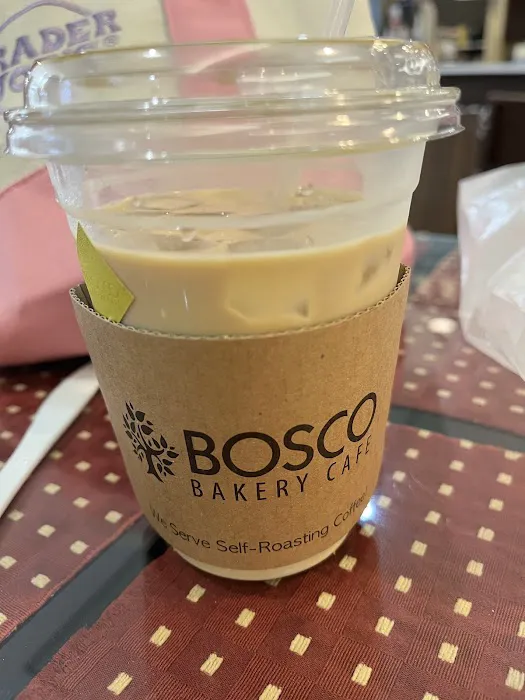 BOSCO
BAKERY CAFE
We Serve Self-Roasting Coffee